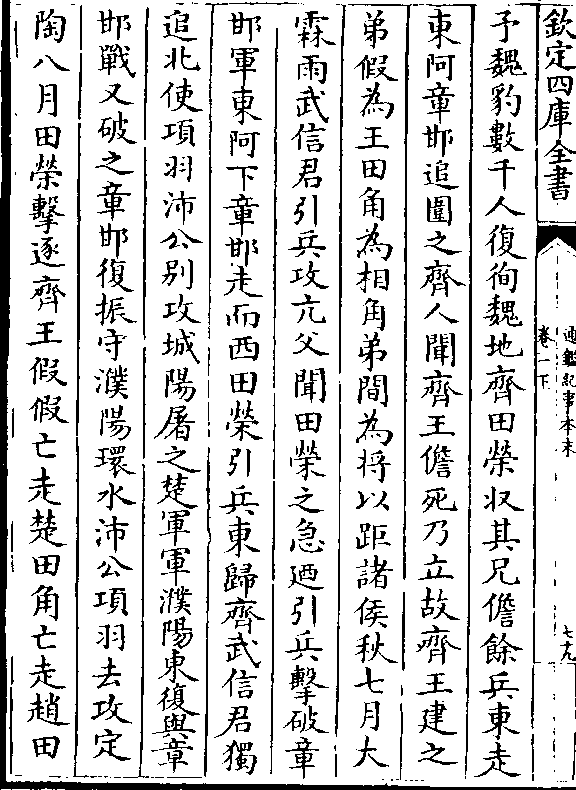 欽定四庫全書
通鑑紀事本末
卷一下
七九
予魏豹數千人復徇魏地齊田榮収其兄儋餘兵東走
東阿章邯追圍之齊人聞齊王儋死乃立故齊王建之
弟假為王田角為相角弟間為将以距諸侯秋七月大
霖雨武信君引兵攻亢父聞田榮之急廼引兵擊破章
邯軍東阿下章邯走而西田榮引兵東歸齊武信君獨
追北使項羽沛公别攻城陽屠之楚軍軍濮陽東復與章
邯戰又破之章邯復振守濮陽環水沛公項羽去攻定
陶八月田榮擊逐齊王假假亡走楚田角亡走趙田